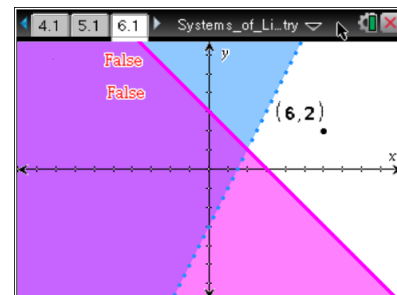 4.1 5.1 6.1 Systems_of_Li...try
False
y
False
(6,2)
x